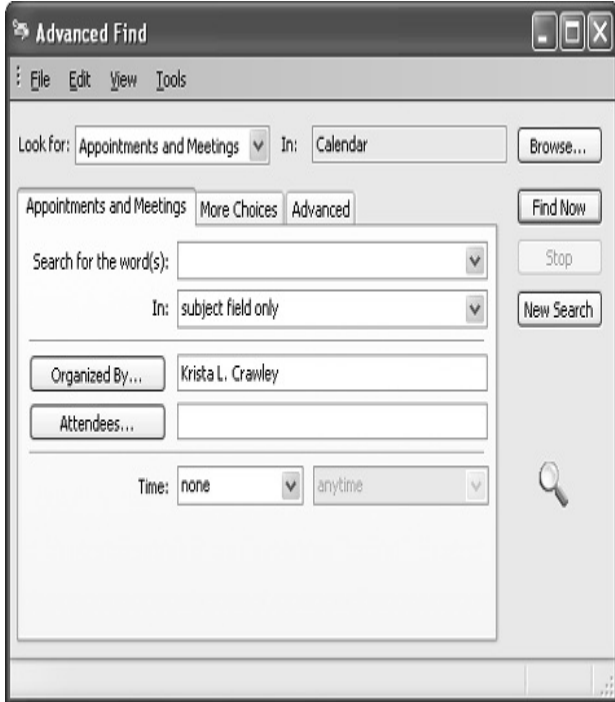 Advanced Find
File Edit View Tools
Look for: Appointments and Meetings In: Calendar Browse...
Appointments and Meetings More Choices Advanced Find Now
Search for the word(s): Stop
In: subject field only New Search
Organized By... Krista L. Crawley
Attendees...
Time: none anytime